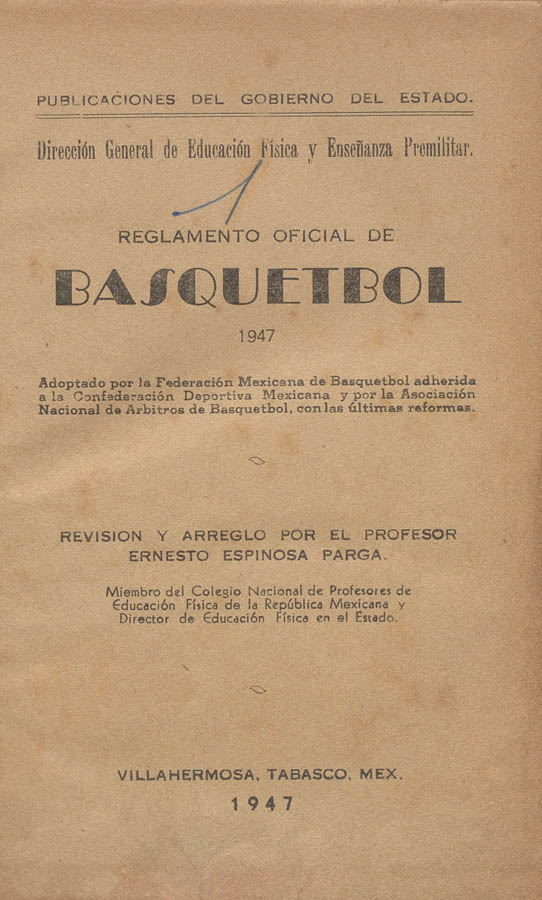 PUBLICACIONES DEL GOBIERNO DEL ESTADO.
Dirección General de Educación Física y Enseñanza Premilitar.
REGLAMENTO OFICIAL DE
BASQUETBOL
1947
Adoptado por la Federación Mexicana de Basquetbol adherida
a la Confederación Deportiva Mexicana y por la Asociación
Nacional de Arbitros de Basquetbol, con las últimas reformas.
REVISION Y ARREGLO POR EL PROFESOR
ERNESTO ESPINOSA PARGA.
Miembro del Colegio Nacional de Profesores de
Educación Física de la República Mexicana y
Director de Educación Física en el Estado.
VILLAHERMOSA, TABASCO, MEX.
1947